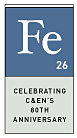 Fe
26
CELEBRATING
C&EN'S
80TH
ANNIVERSARY